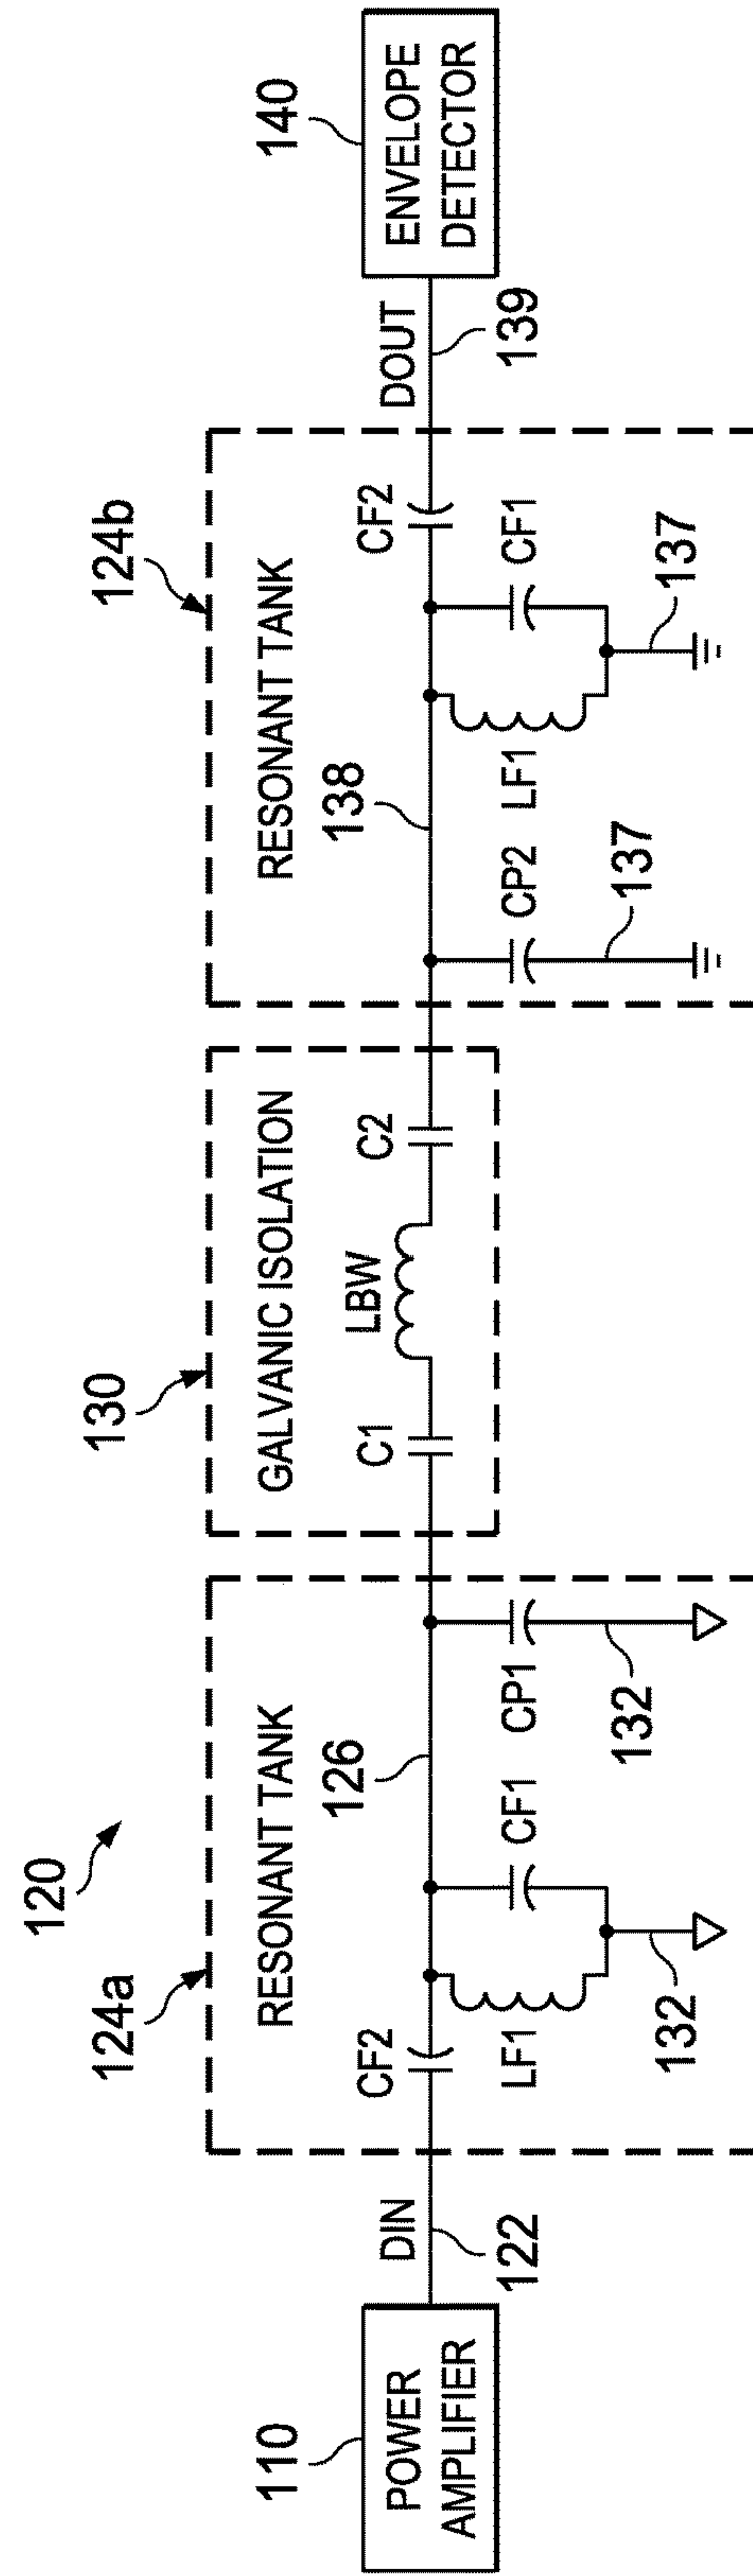 120
124a
130
124b
RESONANT TANK
GALVANIC ISOLATION
RESONANT TANK
110
126
138
140
POWER
AMPLIFIER
DIN
122
CF2
LF1
CF1
CP1
132
132
C1
LBW
C2
CP2
LF1
CF1
CF2
137
137
DOUT
139
ENVELOPE
DETECTOR